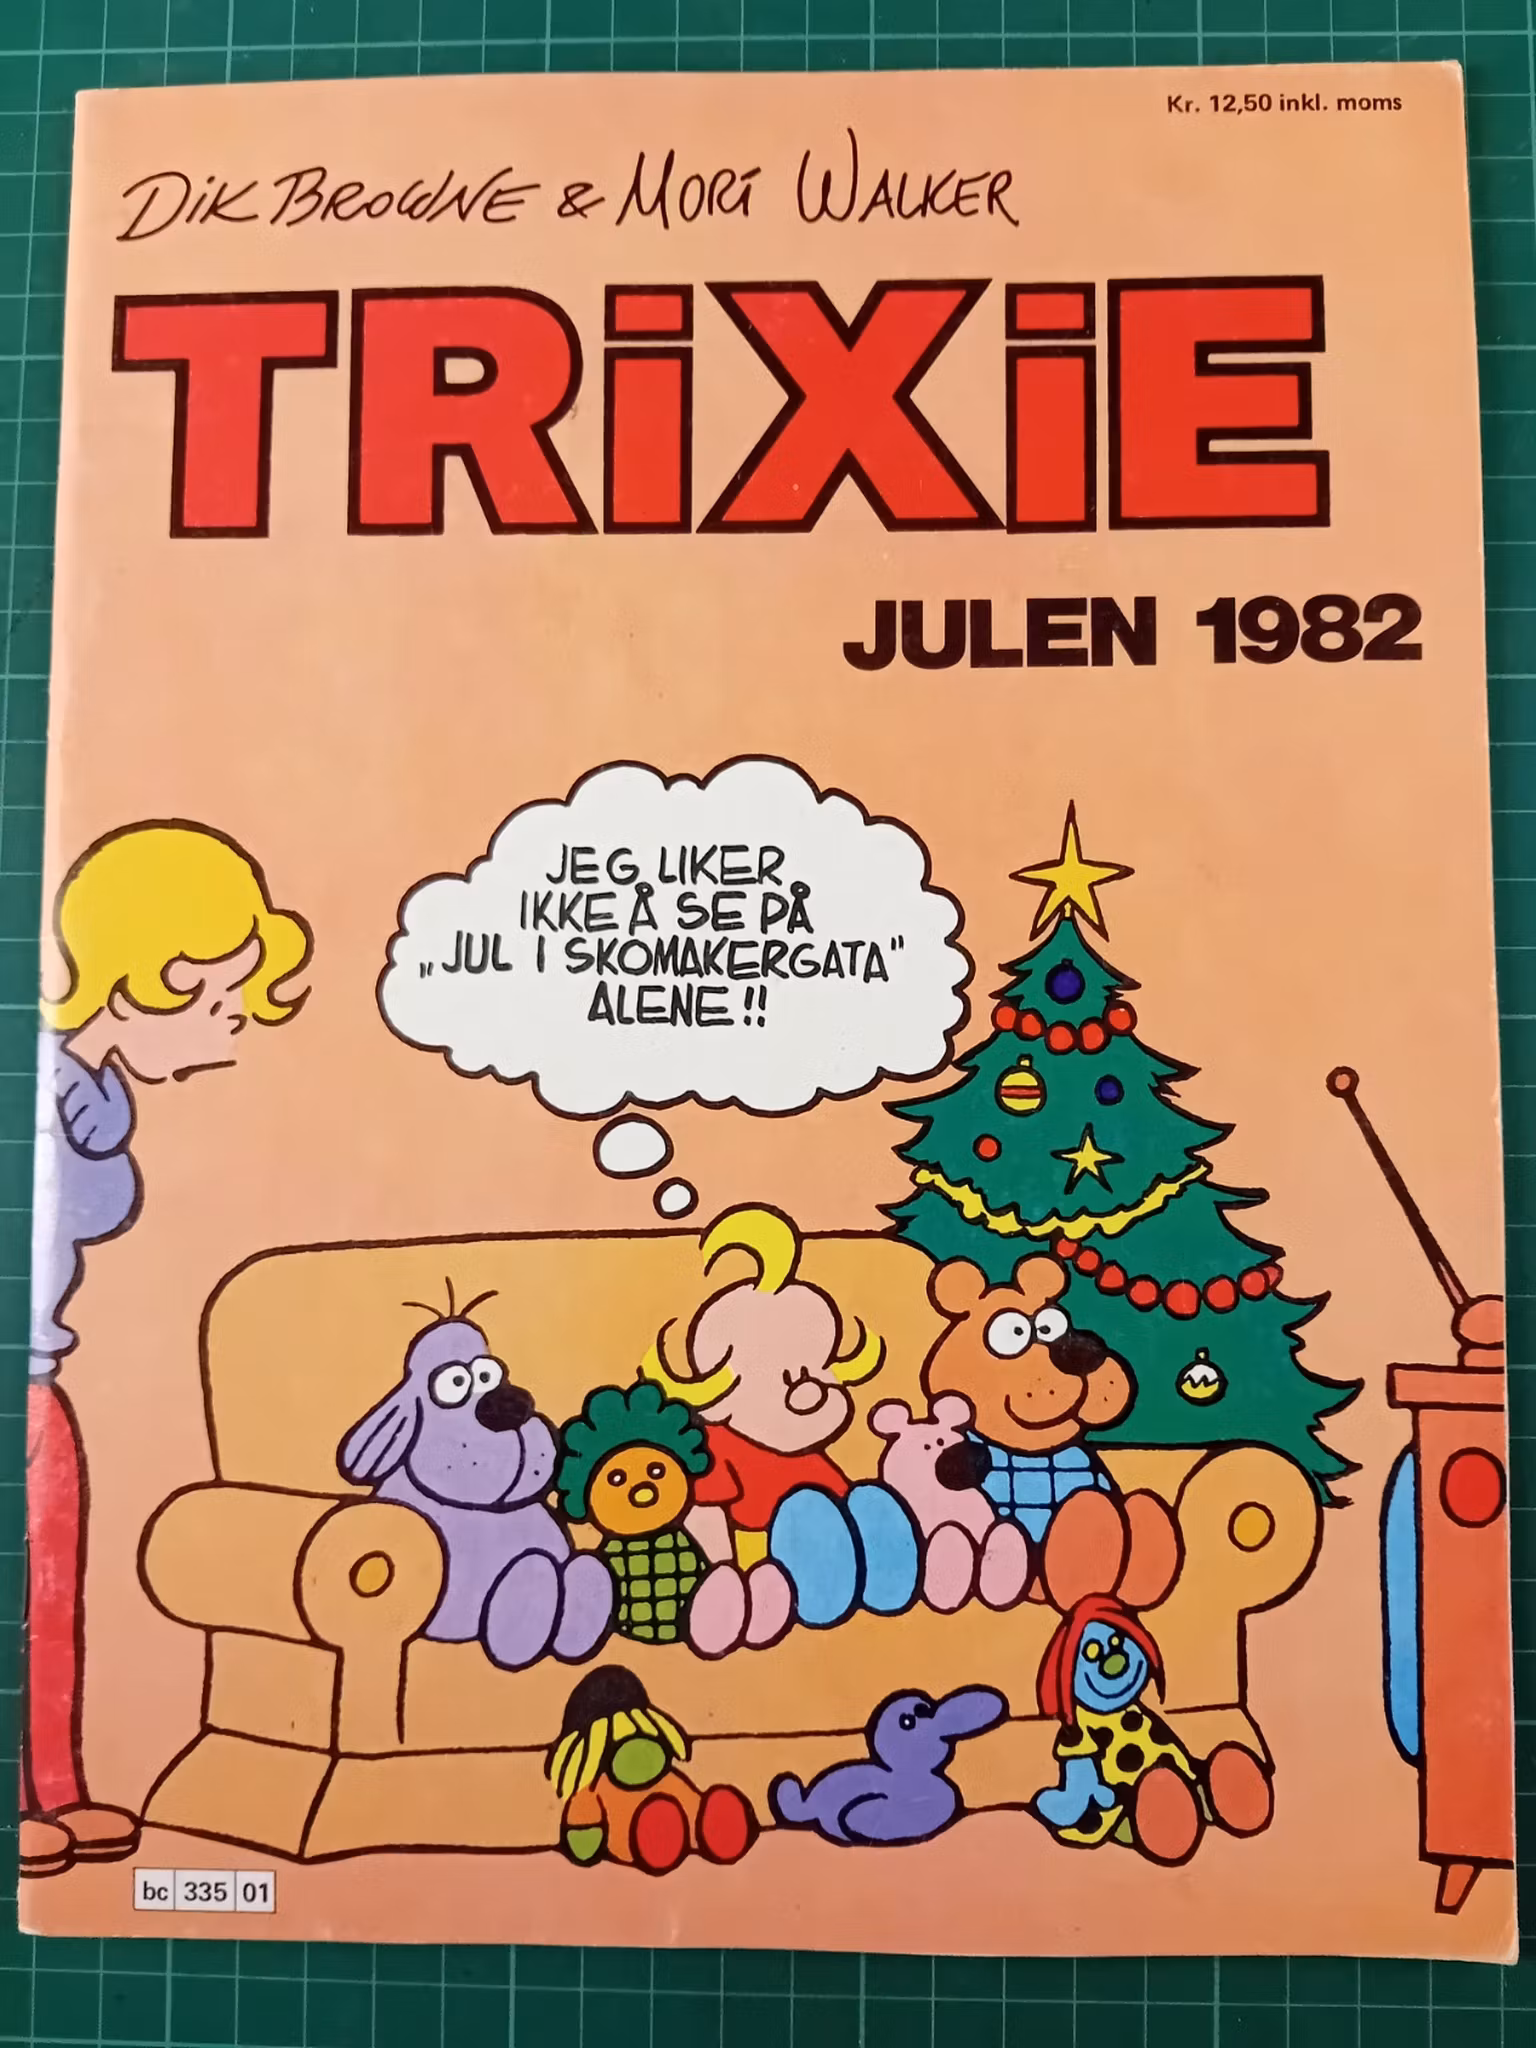 Kr. 12,50 inkl. moms
DiK BROWNE & MORT WALKER
TRiXiE
JULEN 1982
JEG LIKER
IKKE Å SE PÅ
„JUL I SKOMAKERGATA"
ALENE!!
bc 335 01